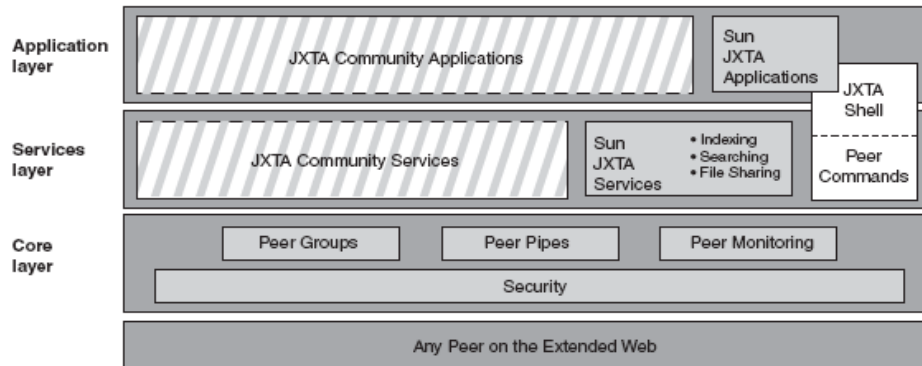 Application
layer
JXTA Community Applications
Sun
JXTA
Applications
JXTA
Shell
Services
layer
JXTA Community Services
Sun
JXTA
Services
• Indexing
• Searching
• File Sharing
Peer
Commands
Core
layer
Peer Groups
Peer Pipes
Peer Monitoring
Security
Any Peer on the Extended Web